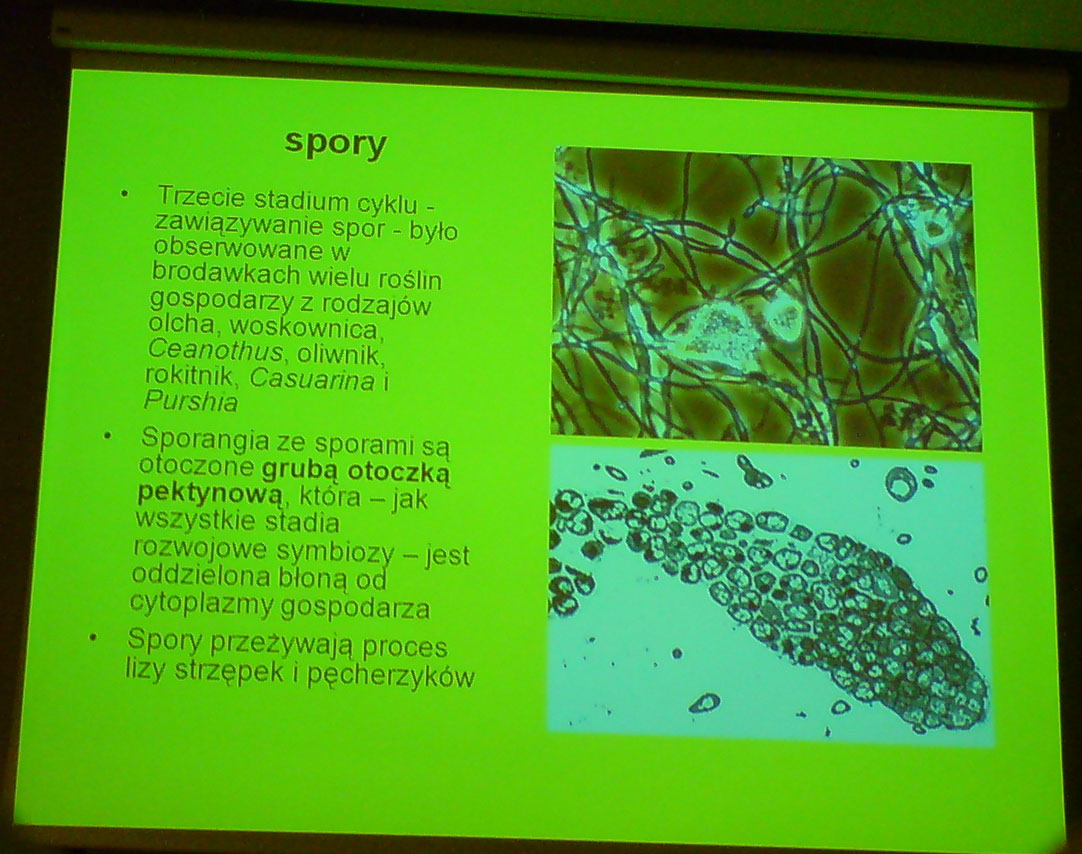 spory
• Trzecie stadium cyklu -
zawiązywanie spor - było
obserwowane w
brodawkach wielu roślin
gospodarzy z rodzajów
olcha, woskownica,
Ceanothus, oliwnik,
rokitnik, Casuarina i
Purshia
• Sporangia ze sporami są
otoczone grubą otoczką
pektynową, która – jak
wszystkie stadia
rozwojowe symbiozy – jest
oddzielona błoną od
cytoplazmy gospodarza
• Spory przeżywają proces
lizy strzępek i pęcherzyków